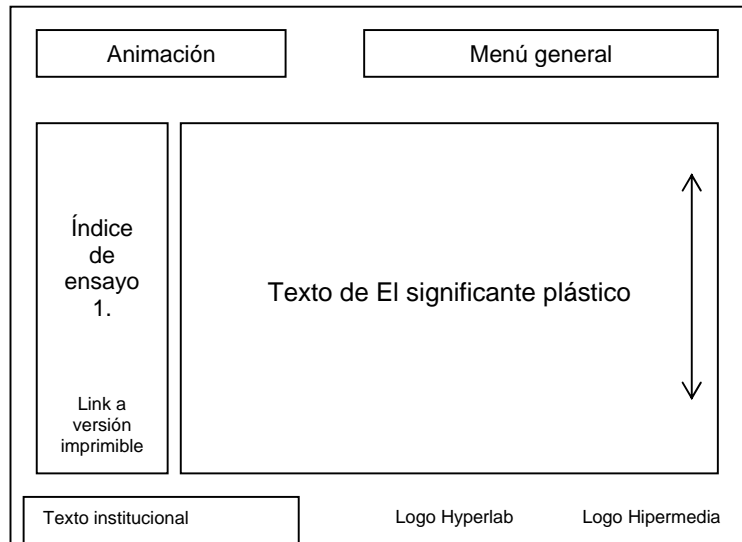 Animación
Menú general
Índice
de
ensayo
1.
Link a
versión
imprimible
Texto de El significante plástico
Texto institucional
Logo Hyperlab
Logo Hipermedia